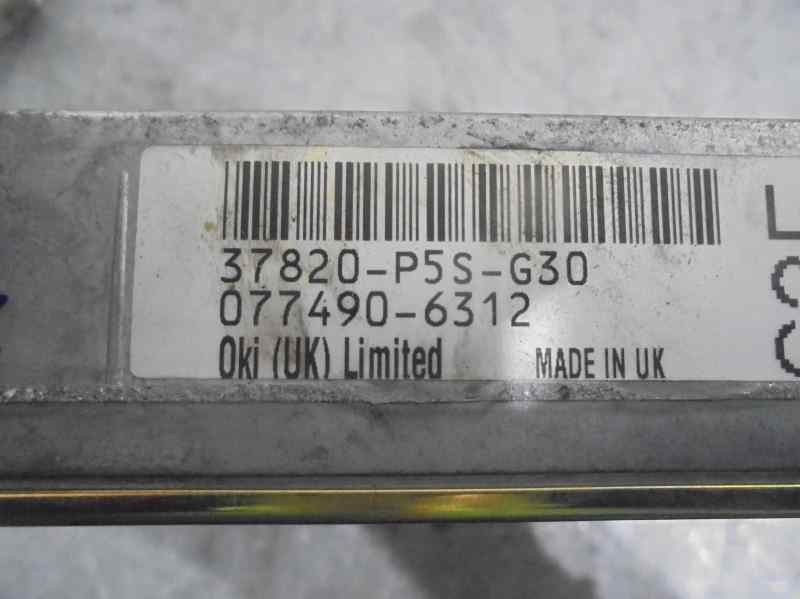 37820-P5S-G30
077490-6312
Oki (UK) Limited MADE IN UK
L